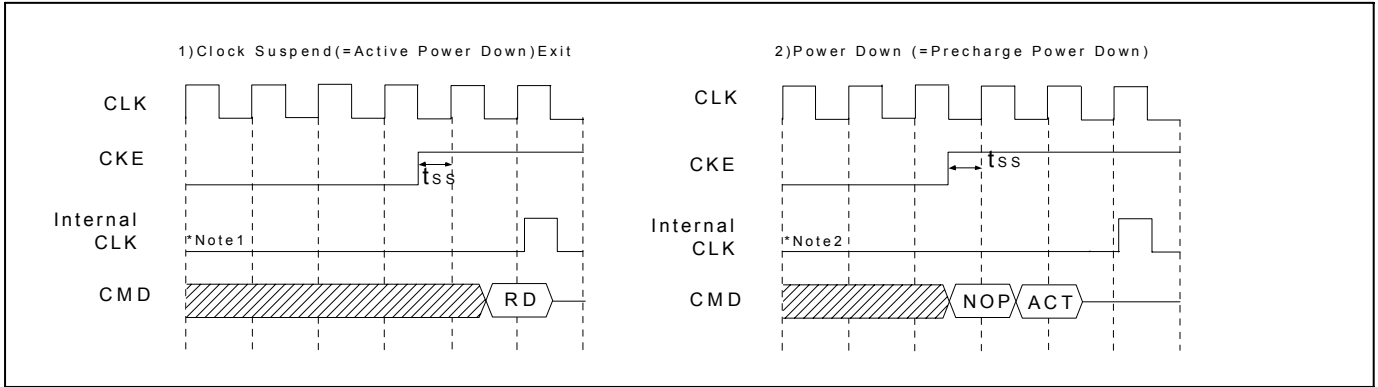 1)Clock Suspend(=Active Power Down)Exit
CLK
CKE
tss
Internal
CLK
*Note1
CMD
RD
2)Power Down (=Precharge Power Down)
CLK
CKE
tss
Internal
CLK
*Note2
CMD
NOP
ACT